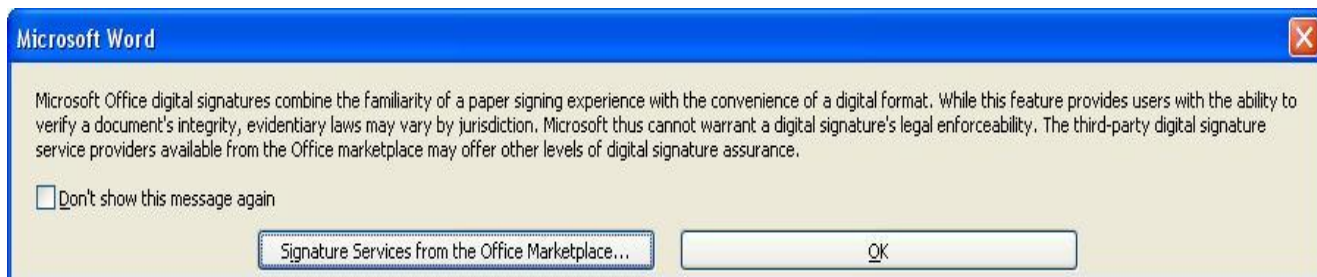 Microsoft Word
Microsoft Office digital signatures combine the familiarity of a paper signing experience with the convenience of a digital format. While this feature provides users with the ability to
verify a document's integrity, evidentiary laws may vary by jurisdiction. Microsoft thus cannot warrant a digital signature's legal enforceability. The third-party digital signature
service providers available from the Office marketplace may offer other levels of digital signature assurance.
Don't show this message again
Signature Services from the Office Marketplace... OK